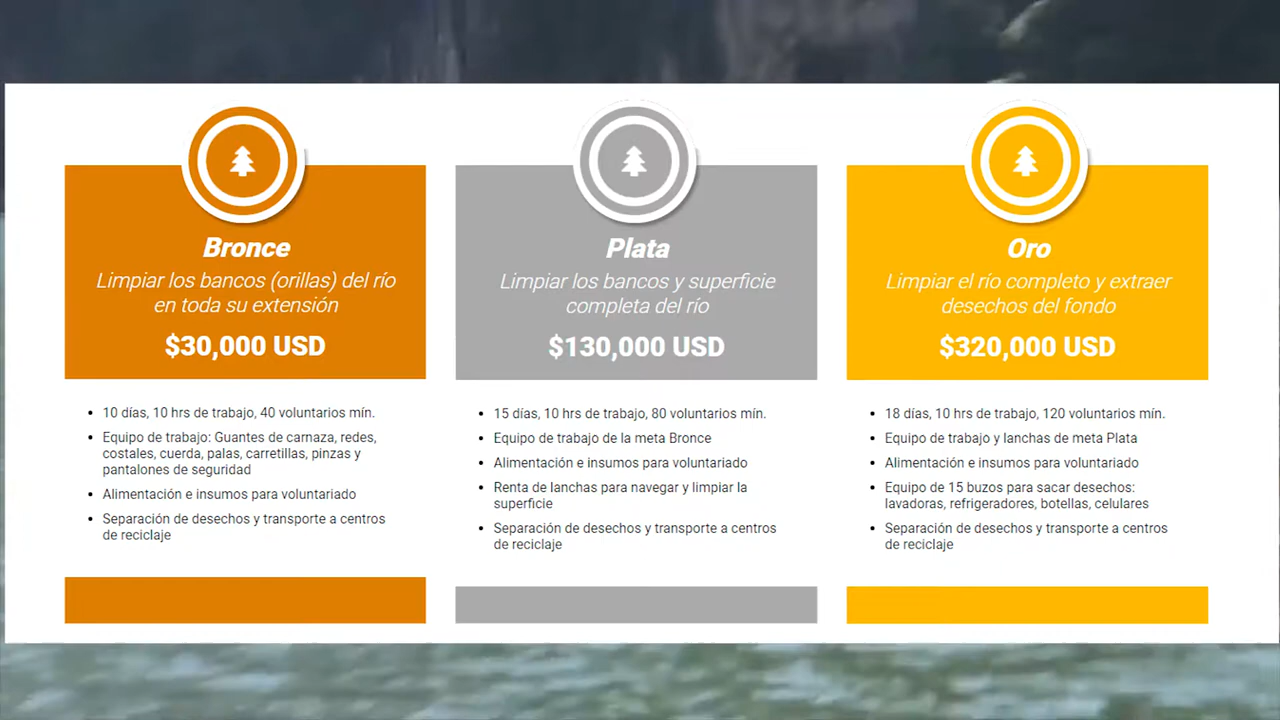 Bronce
Limpiar los bancos (orillas) del río
en toda su extensión
$30,000 USD
• 10 días, 10 hrs de trabajo, 40 voluntarios mín.
• Equipo de trabajo: Guantes de carnaza, redes,
costales, cuerda, palas, carretillas, pinzas y
pantalones de seguridad
• Alimentación e insumos para voluntariado
• Separación de desechos y transporte a centros
de reciclaje
Plata
Limpiar los bancos y superficie
completa del río
$130,000 USD
• 15 días, 10 hrs de trabajo, 80 voluntarios mín.
• Equipo de trabajo de la meta Bronce
• Alimentación e insumos para voluntariado
• Renta de lanchas para navegar y limpiar la
superficie
• Separación de desechos y transporte a centros
de reciclaje
Oro
Limpiar el río completo y extraer
desechos del fondo
$320,000 USD
• 18 días, 10 hrs de trabajo, 120 voluntarios mín.
• Equipo de trabajo y lanchas de meta Plata
• Alimentación e insumos para voluntariado
• Equipo de 15 buzos para sacar desechos:
lavadoras, refrigeradores, botellas, celulares
• Separación de desechos y transporte a centros
de reciclaje